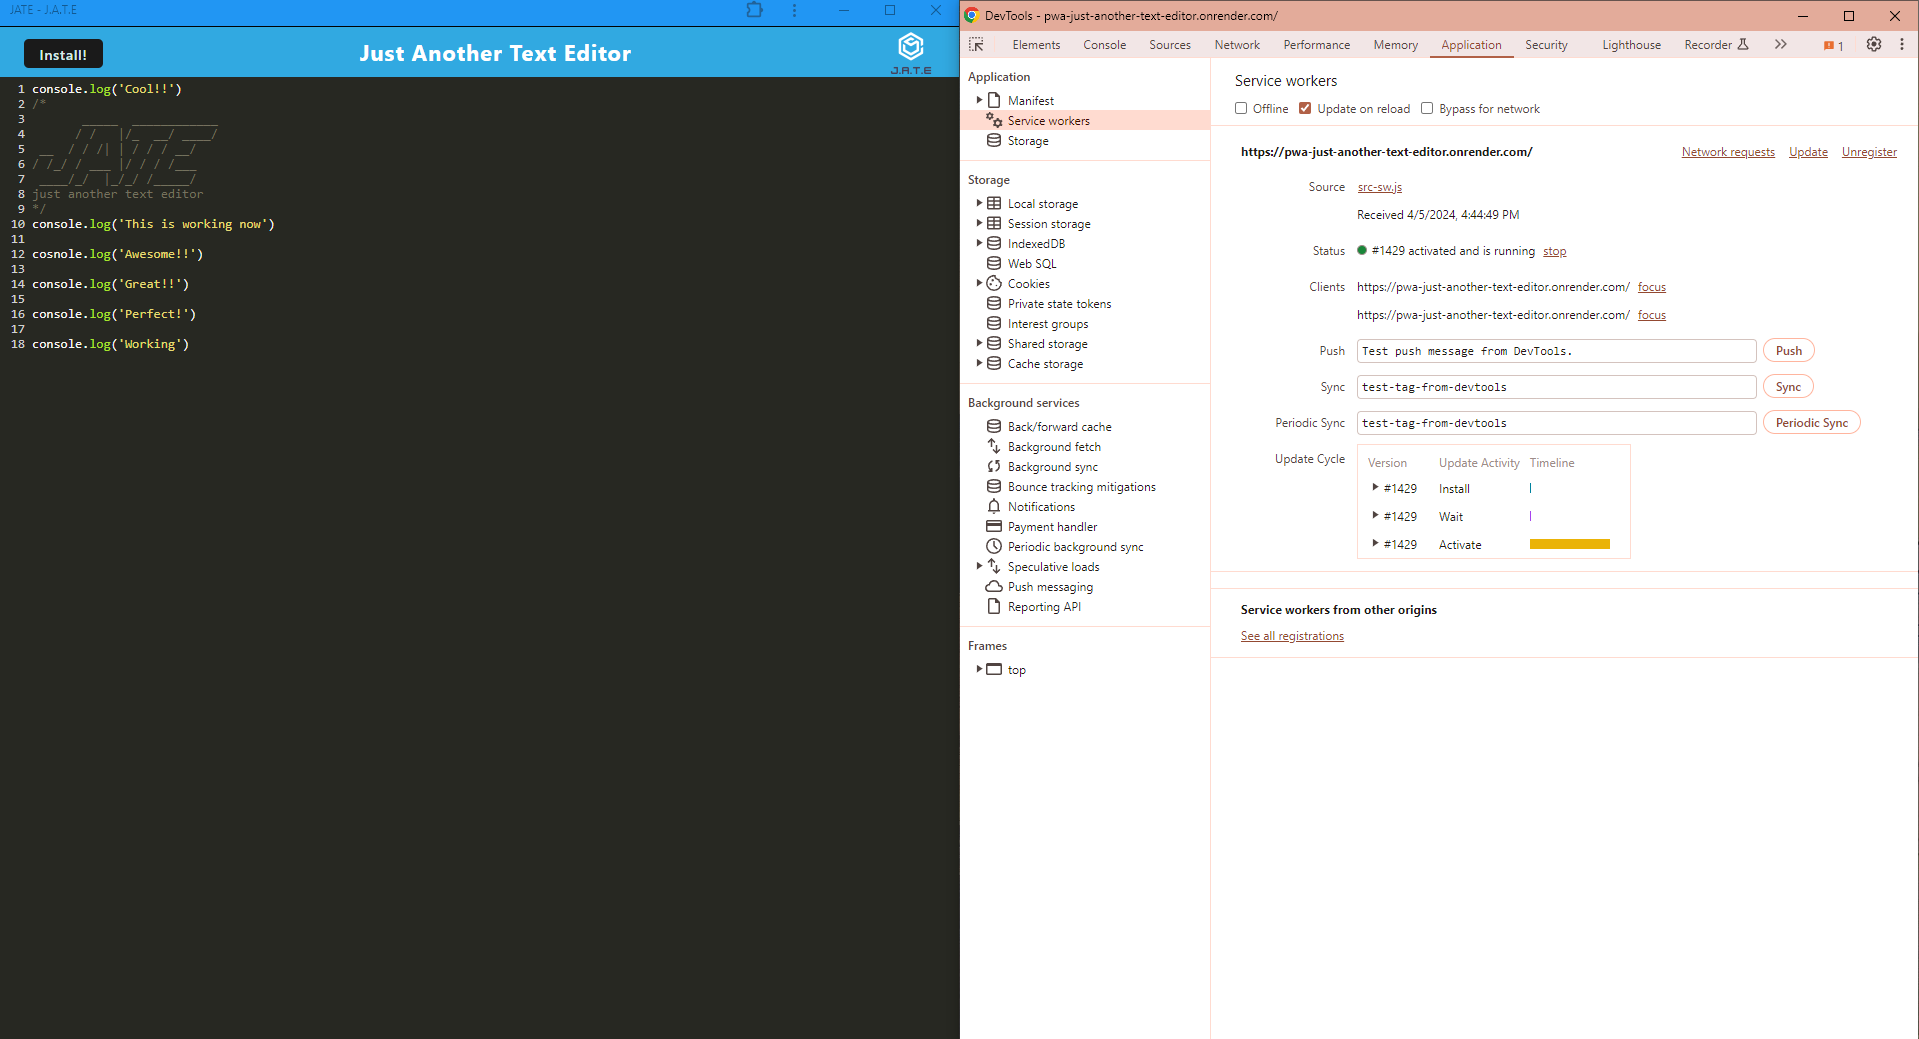 JATE - J.A.T.E
Install!
Just Another Text Editor
J.A.T.E
1 console.log('Cool!!')
2 /*
3        _____  ____________
4       / /   |/_  __/ ____/
5  __  / / /| | / / / __/
6 / /_/ / ___ |/ / / /___
7  ____/_/  |_/_/ /_____/
8 just another text editor
9 */
10 console.log('This is working now')
11
12 cosnole.log('Awesome!!')
13
14 console.log('Great!!')
15
16 console.log('Perfect!')
17
18 console.log('Working')
DevTools - pwa-just-another-text-editor.onrender.com/
Elements Console Sources Network Performance Memory Application Security Lighthouse Recorder 1
Application
Manifest
Service workers
Storage
Storage
Local storage
Session storage
IndexedDB
Web SQL
Cookies
Private state tokens
Interest groups
Shared storage
Cache storage
Background services
Back/forward cache
Background fetch
Background sync
Bounce tracking mitigations
Notifications
Payment handler
Periodic background sync
Speculative loads
Push messaging
Reporting API
Frames
top
Service workers
Offline Update on reload Bypass for network
https://pwa-just-another-text-editor.onrender.com/ Network requests Update Unregister
Source src-sw.js
Received 4/5/2024, 4:44:49 PM
Status #1429 activated and is running stop
Clients https://pwa-just-another-text-editor.onrender.com/ focus
https://pwa-just-another-text-editor.onrender.com/ focus
Push Test push message from DevTools. Push
Sync test-tag-from-devtools Sync
Periodic Sync test-tag-from-devtools Periodic Sync
Update Cycle Version Update Activity Timeline
#1429 Install
#1429 Wait
#1429 Activate
Service workers from other origins
See all registrations